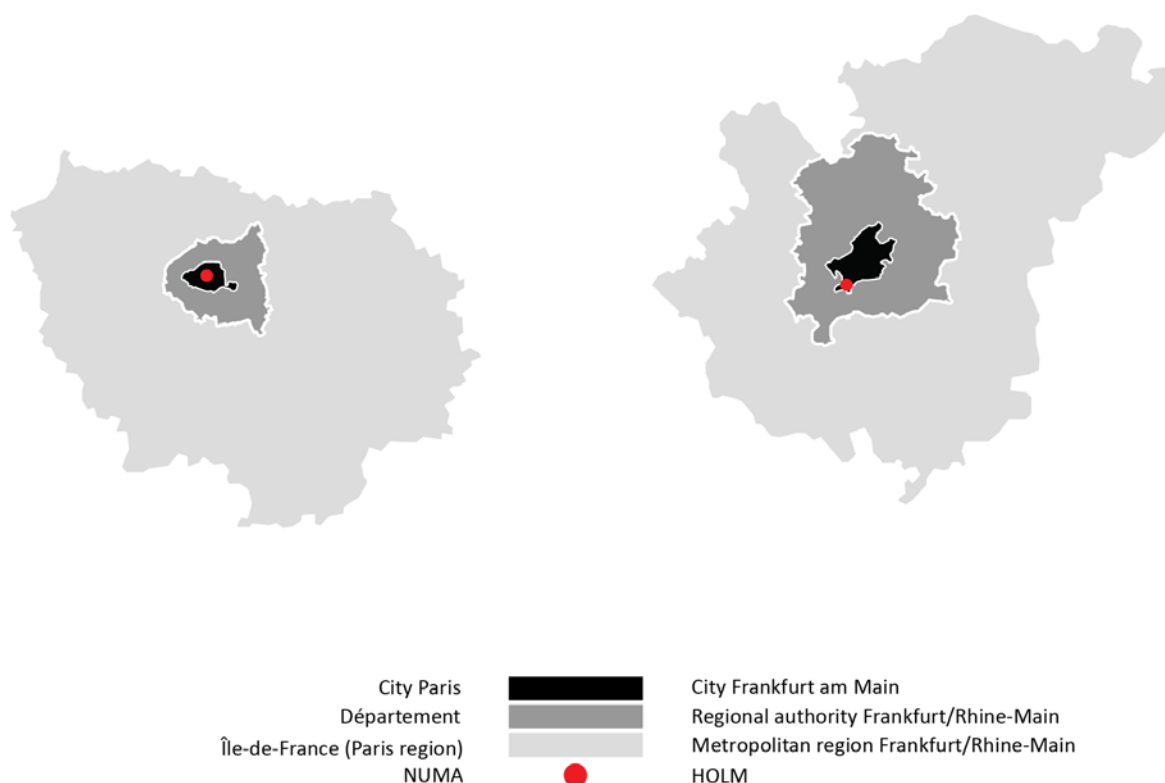 City Paris City Frankfurt am Main
Département Regional authority Frankfurt/Rhine-Main
Île-de-France (Paris region) Metropolitan region Frankfurt/Rhine-Main
NUMA HOLM